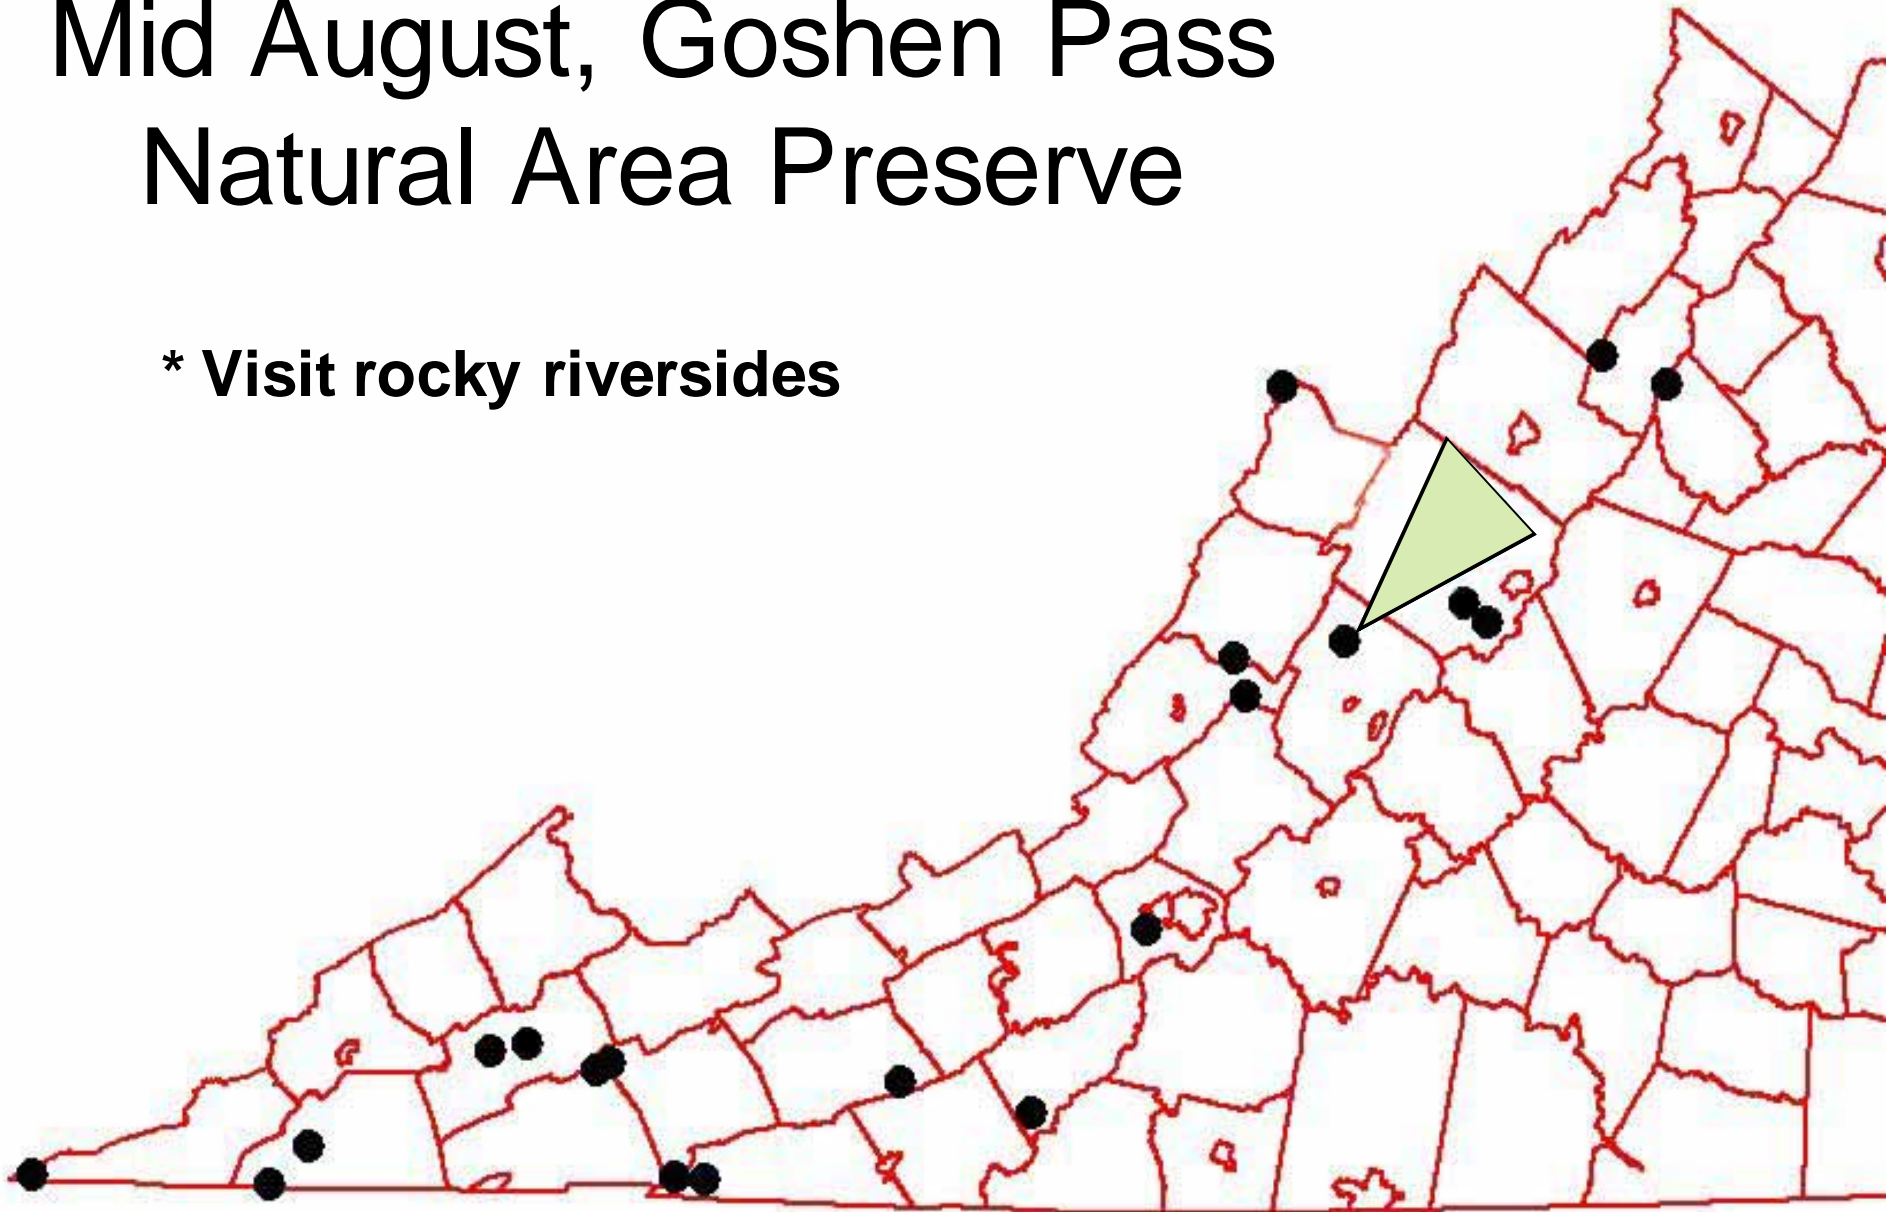 Mid August, Goshen Pass
Natural Area Preserve
* Visit rocky riversides